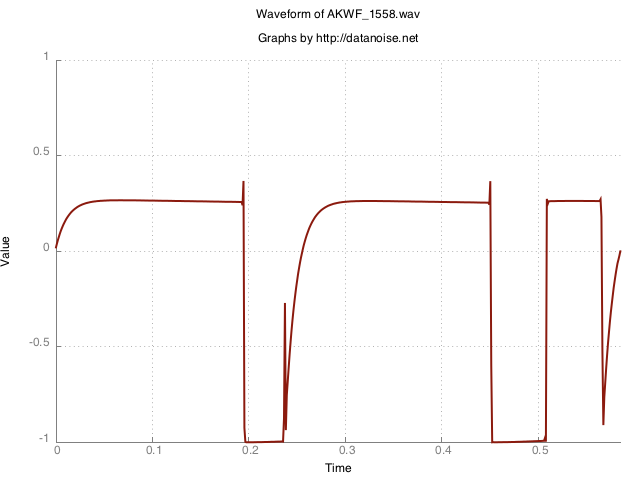 Waveform of AKWF_1558.wav
Graphs by http://datanoise.net
1
0.5
0
-0.5
-1
Value
0 0.1 0.2 0.3 0.4 0.5
Time